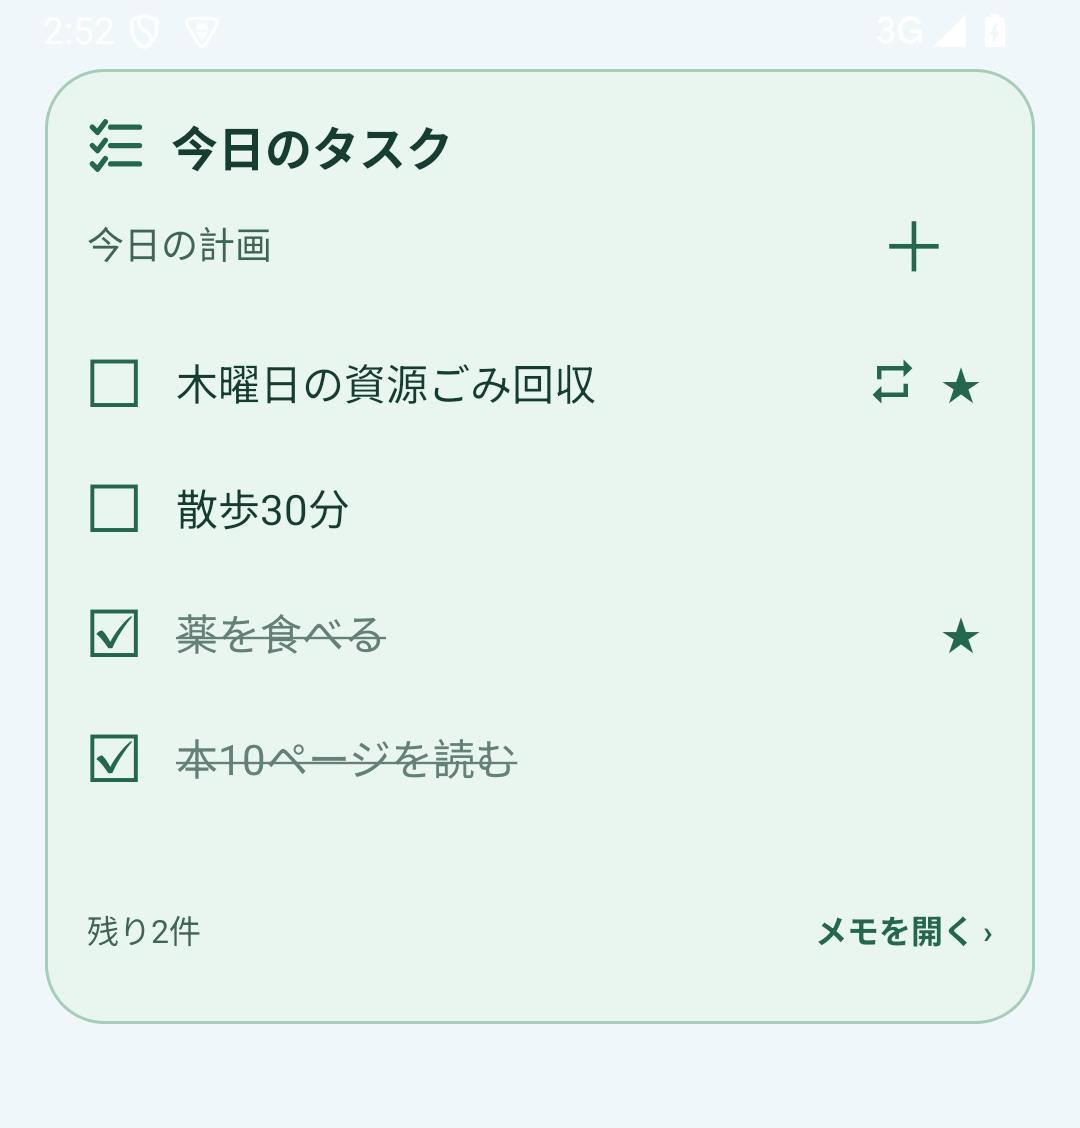 2:52 3G
今日のタスク
今日の計画
木曜日の資源ごみ回収
散歩30分
薬を食べる
本10ページを読む
残り2件 メモを開く ›